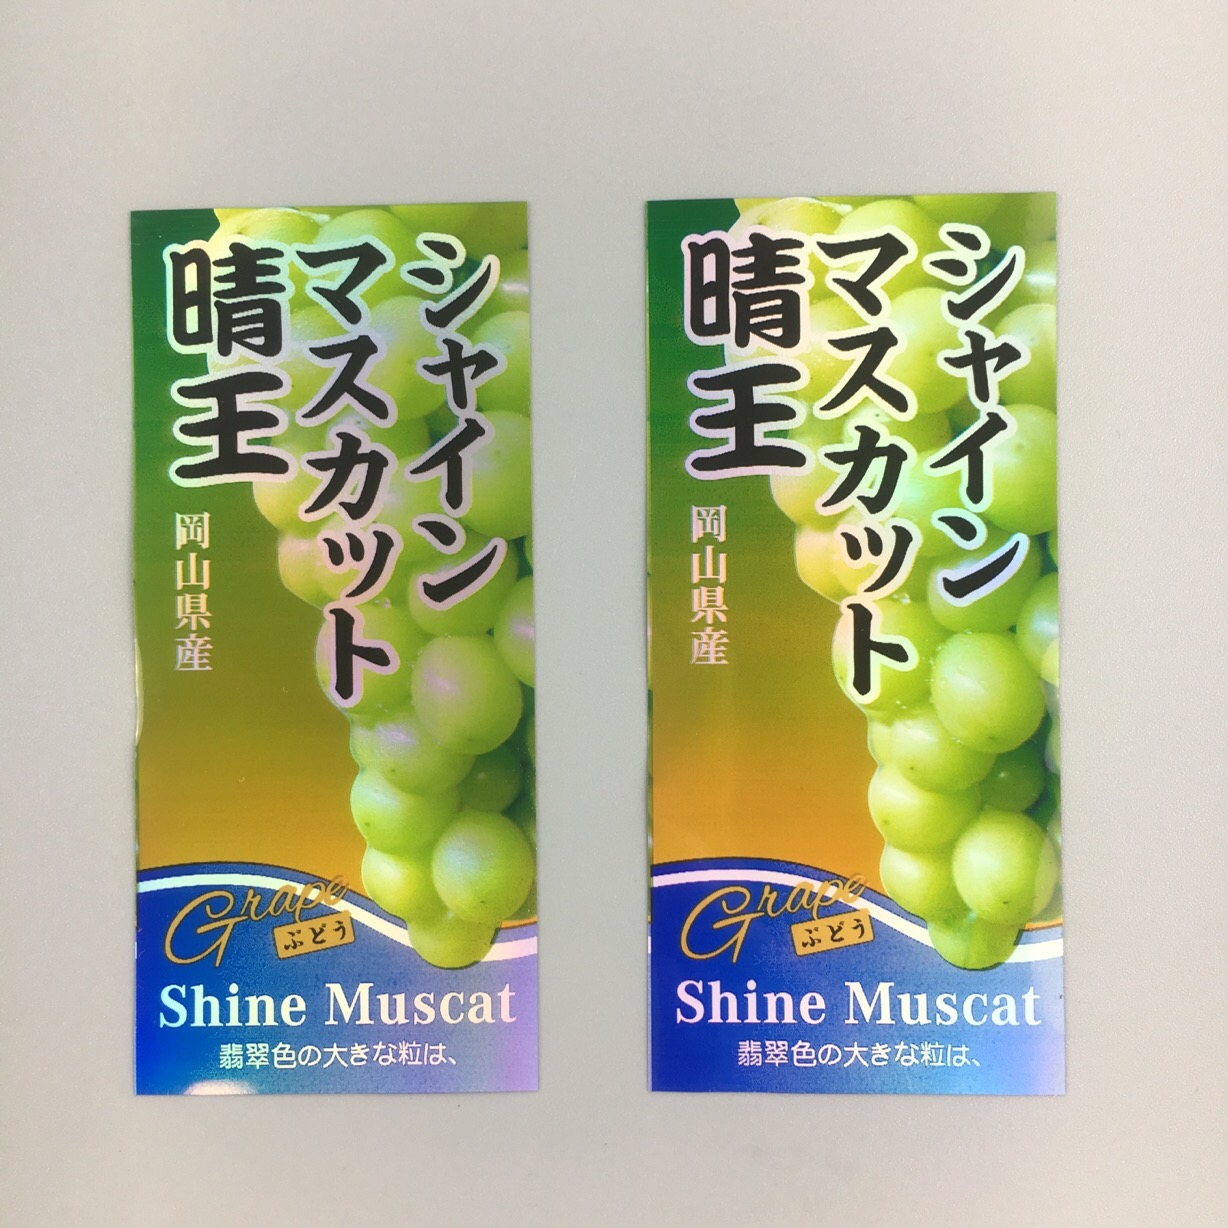 シャイン
マスカット
晴王
岡山県産
Grape
ぶどう
Shine Muscat
翡翠色の大きな粒は、
シャイン
マスカット
晴王
岡山県産
Grape
ぶどう
Shine Muscat
翡翠色の大きな粒は、